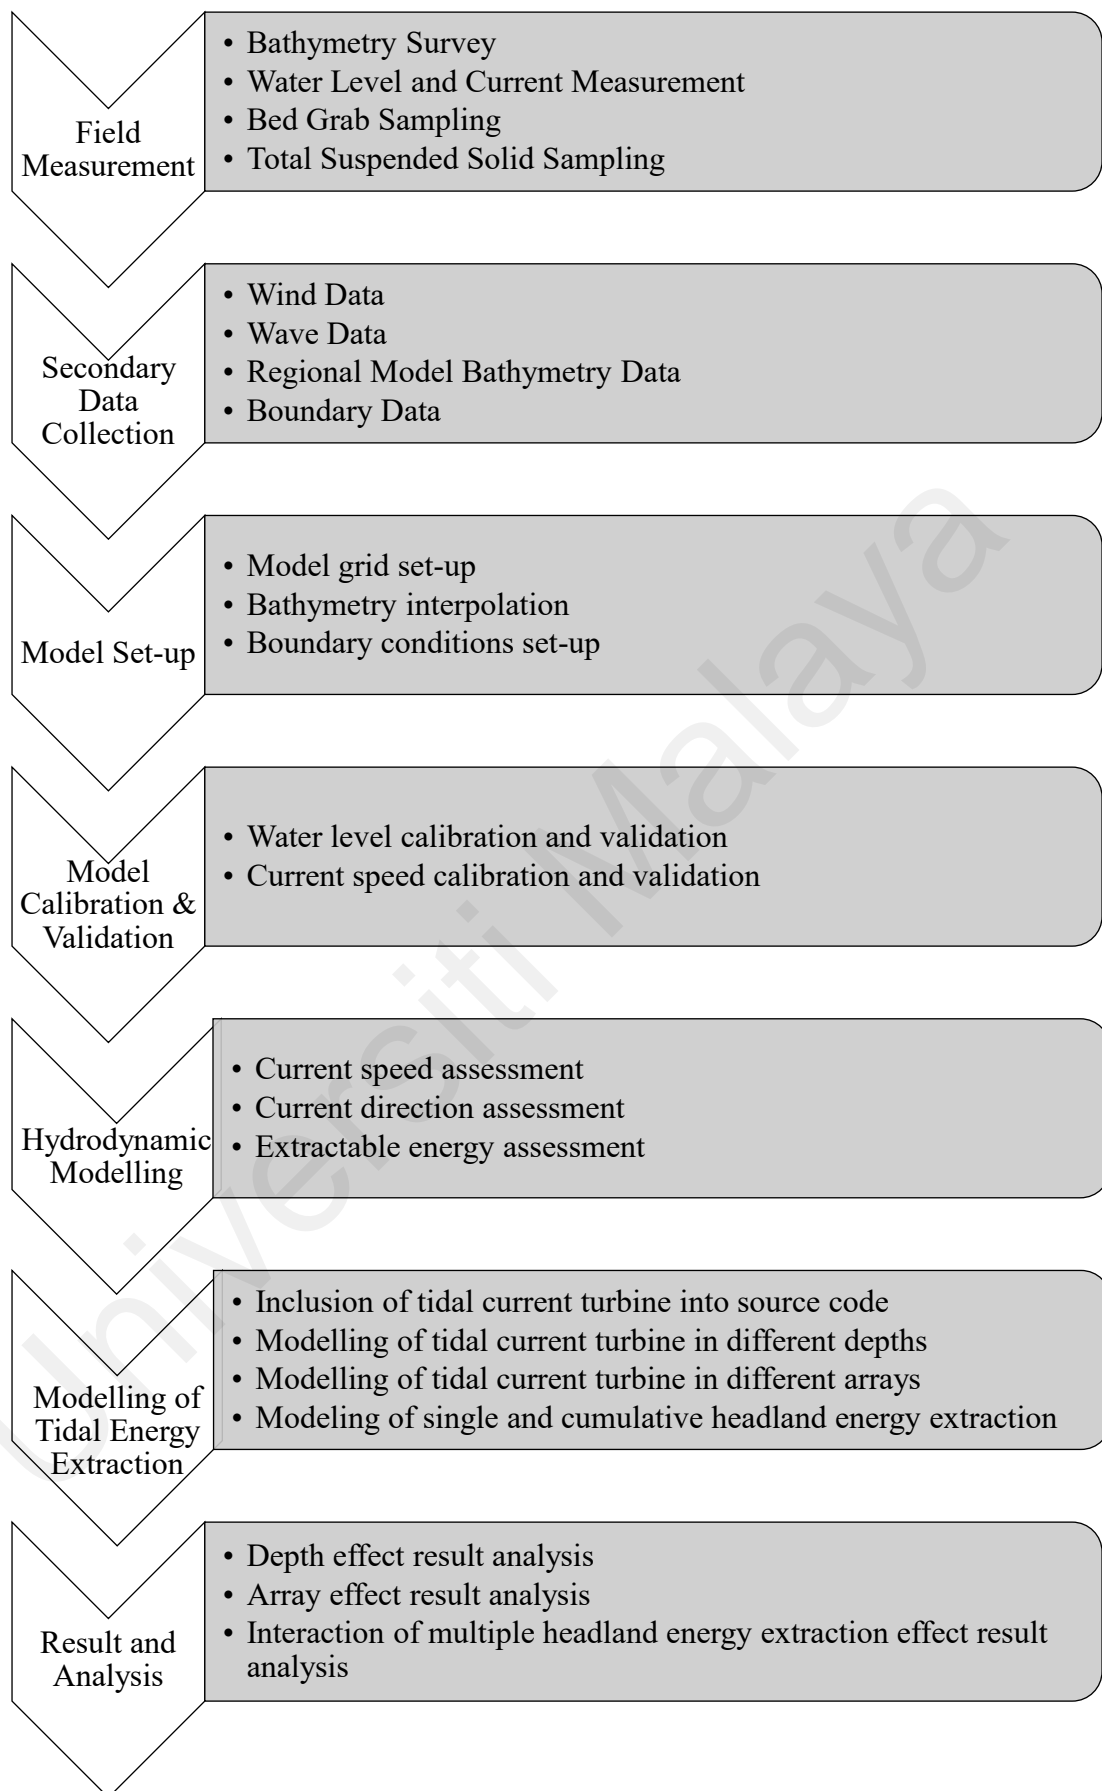 Field
Measurement
• Bathymetry Survey
• Water Level and Current Measurement
• Bed Grab Sampling
• Total Suspended Solid Sampling
Secondary
Data
Collection
• Wind Data
• Wave Data
• Regional Model Bathymetry Data
• Boundary Data
Model Set-up
• Model grid set-up
• Bathymetry interpolation
• Boundary conditions set-up
Model
Calibration &
Validation
• Water level calibration and validation
• Current speed calibration and validation
Hydrodynamic
Modelling
• Current speed assessment
• Current direction assessment
• Extractable energy assessment
Modelling of
Tidal Energy
Extraction
• Inclusion of tidal current turbine into source code
• Modelling of tidal current turbine in different depths
• Modelling of tidal current turbine in different arrays
• Modeling of single and cumulative headland energy extraction
Result and
Analysis
• Depth effect result analysis
• Array effect result analysis
• Interaction of multiple headland energy extraction effect result
analysis
Universiti Malaya